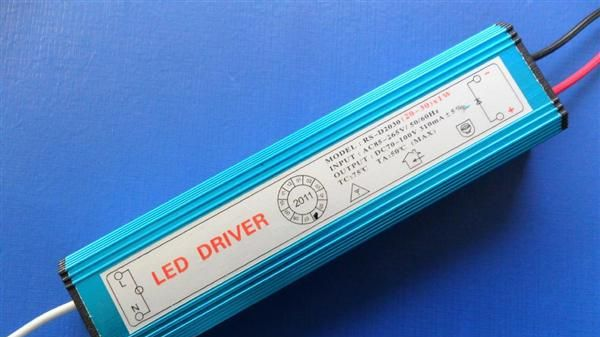 LED DRIVER
2011
MODEL: RS-D2030(20-30)x1W
INPUT: AC85-265V/50/60Hz
OUTPUT: DC70-100V 310mA±5%
TC:75℃ TA:50℃ (MAX)
L
N
-
+